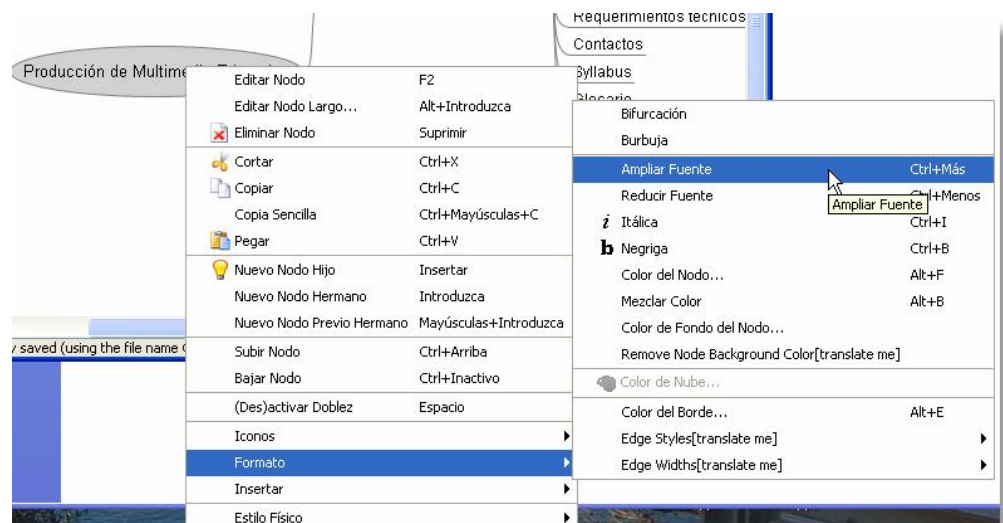 Requerimientos técnicos
Contactos
Producción de Multime
Syllabus
Glosario
Editar Nodo F2
Editar Nodo Largo... Alt+Introduzca
Eliminar Nodo Suprimir
Cortar Ctrl+X
Copiar Ctrl+C
Copia Sencilla Ctrl+Mayúsculas+C
Pegar Ctrl+V
Nuevo Nodo Hijo Insertar
Nuevo Nodo Hermano Introduzca
Nuevo Nodo Previo Hermano Mayúsculas+Introduzca
saved (using the file name
Subir Nodo Ctrl+Arriba
Bajar Nodo Ctrl+Inactivo
(Des)activar Doblez Espacio
Iconos
Formato
Insertar
Estilo Físico
Bifurcación
Burbuja
Ampliar Fuente Ctrl+Más
Reducir Fuente Ctrl+Menos
Ampliar Fuente
i Itálica Ctrl+I
b Negriga Ctrl+B
Color del Nodo... Alt+F
Mezclar Color Alt+B
Color de Fondo del Nodo...
Remove Node Background Color[translate me]
Color de Nube...
Color del Borde... Alt+E
Edge Styles[translate me]
Edge Widths[translate me]